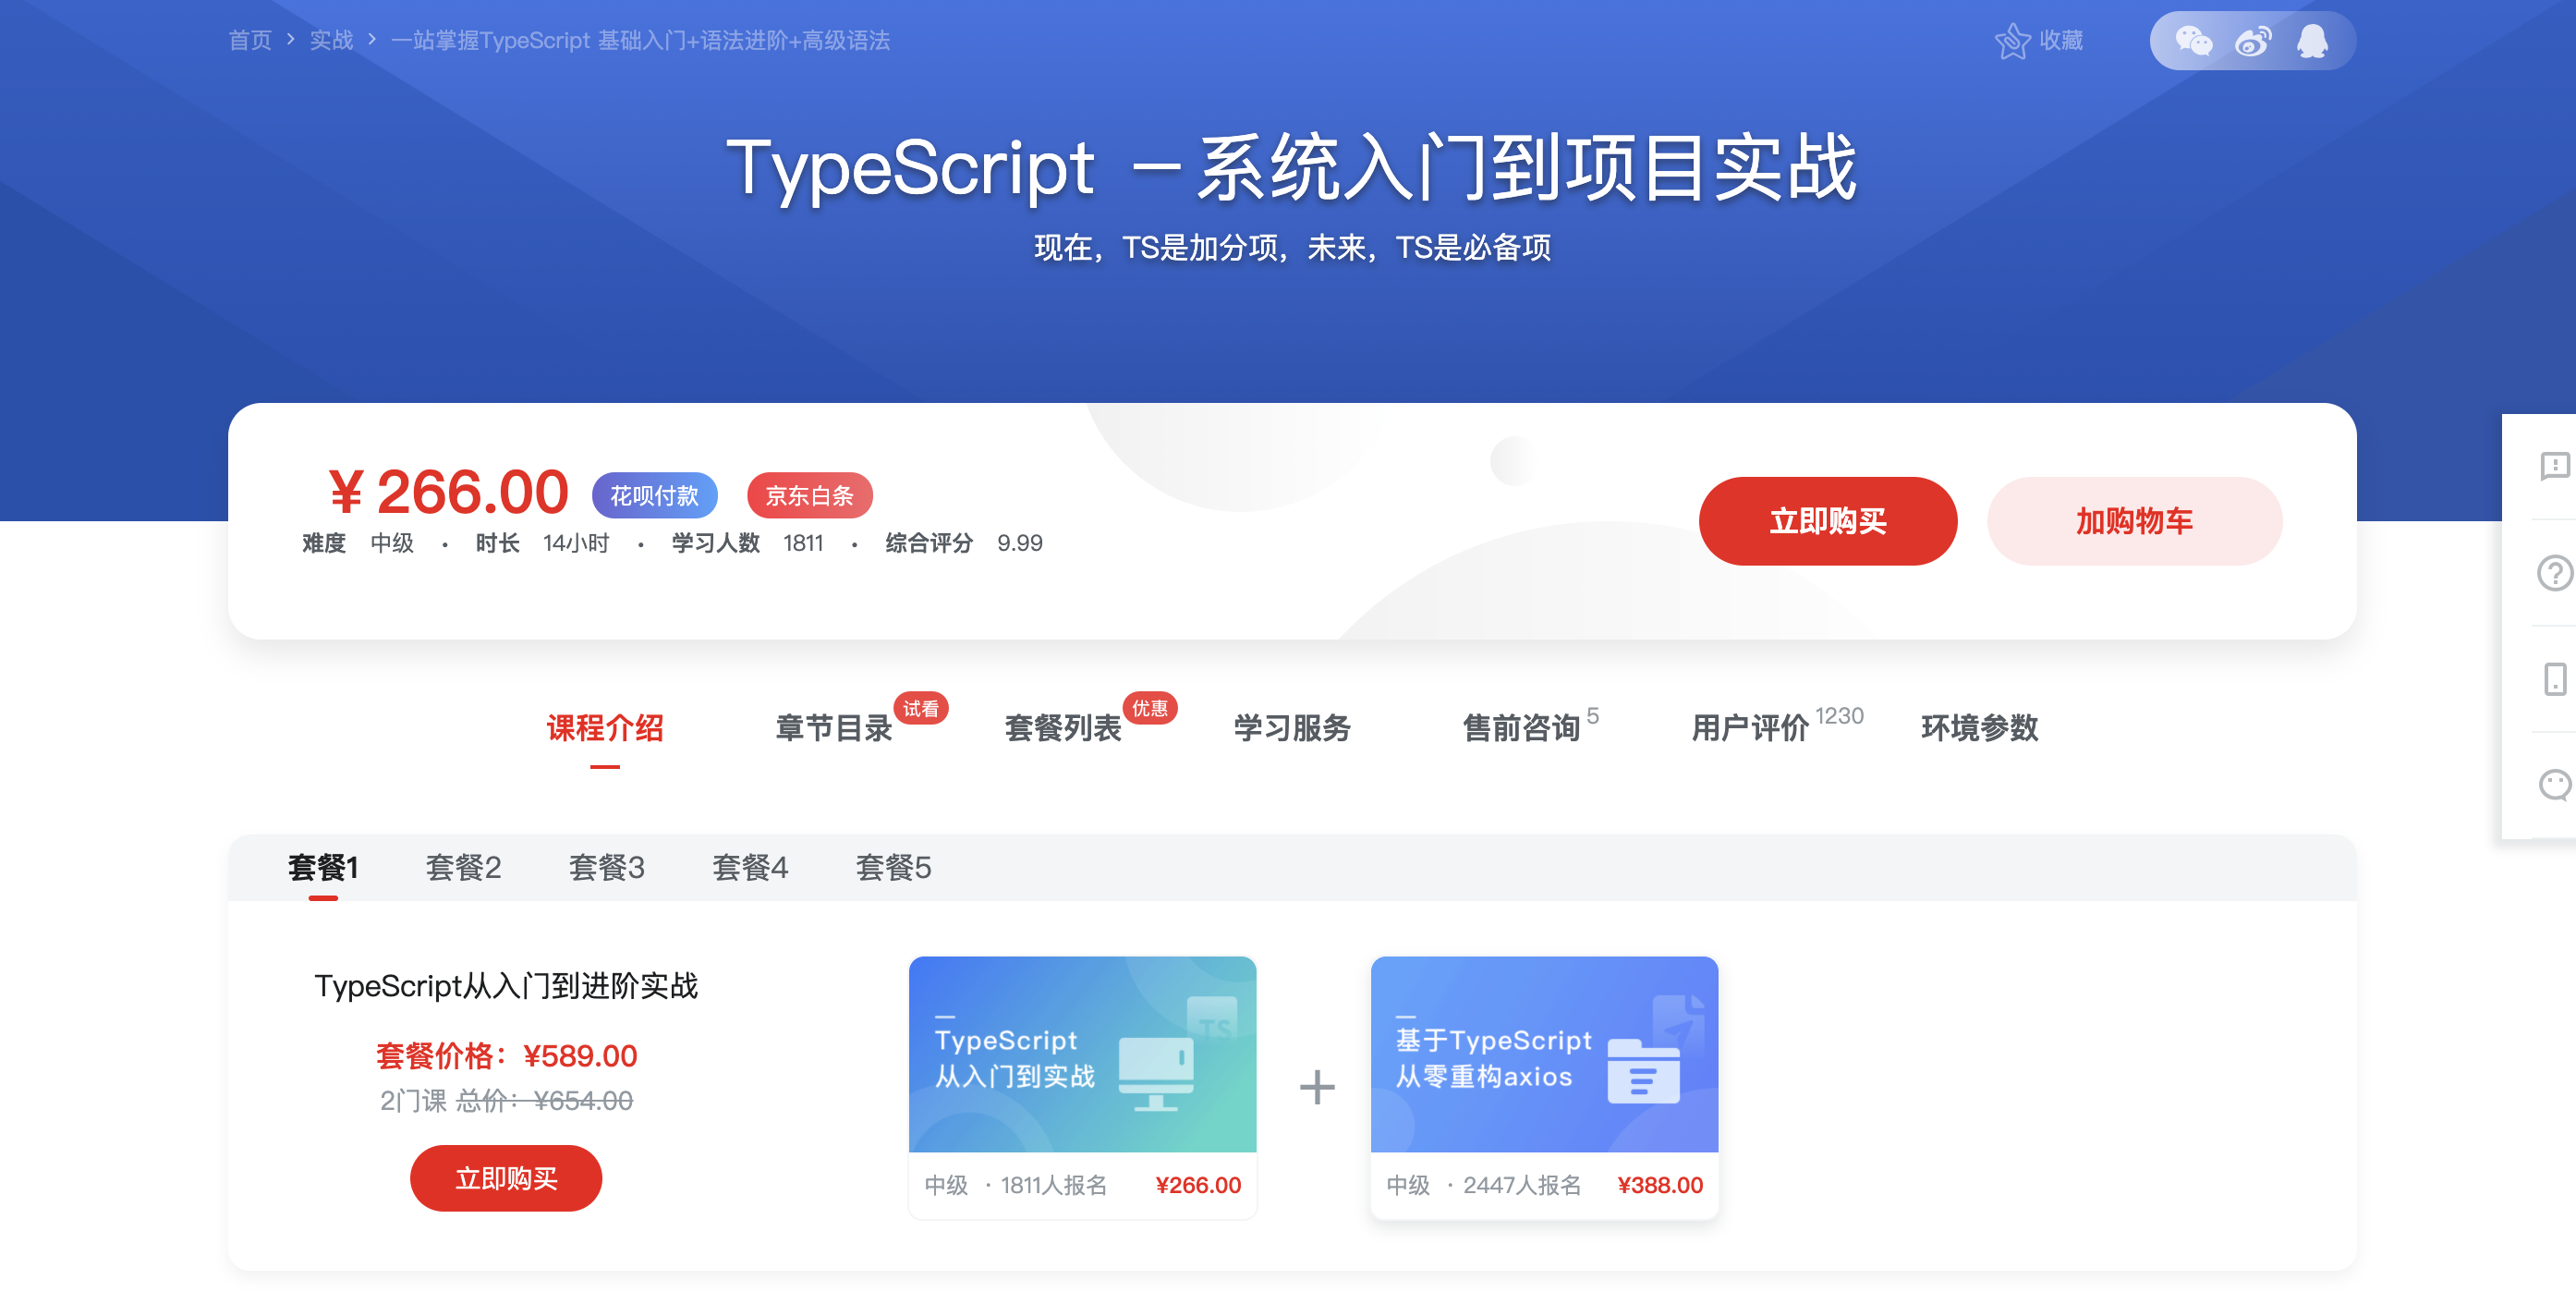 首页 > 实战 > 一站掌握TypeScript 基础入门+语法进阶+高级语法
收藏
TypeScript －系统入门到项目实战
现在，TS是加分项，未来，TS是必备项
¥ 266.00 花呗付款 京东白条
难度 中级 · 时长 14小时 · 学习人数 1811 · 综合评分 9.99
立即购买 加购物车
课程介绍 章节目录 试看 套餐列表 优惠 学习服务 售前咨询 5 用户评价 1230 环境参数
套餐1 套餐2 套餐3 套餐4 套餐5
TypeScript从入门到进阶实战
套餐价格：¥589.00
2门课 总价：¥654.00
立即购买
TS
TypeScript
从入门到实战
中级 · 1811人报名 ¥266.00
+
基于TypeScript
从零重构axios
中级 · 2447人报名 ¥388.00